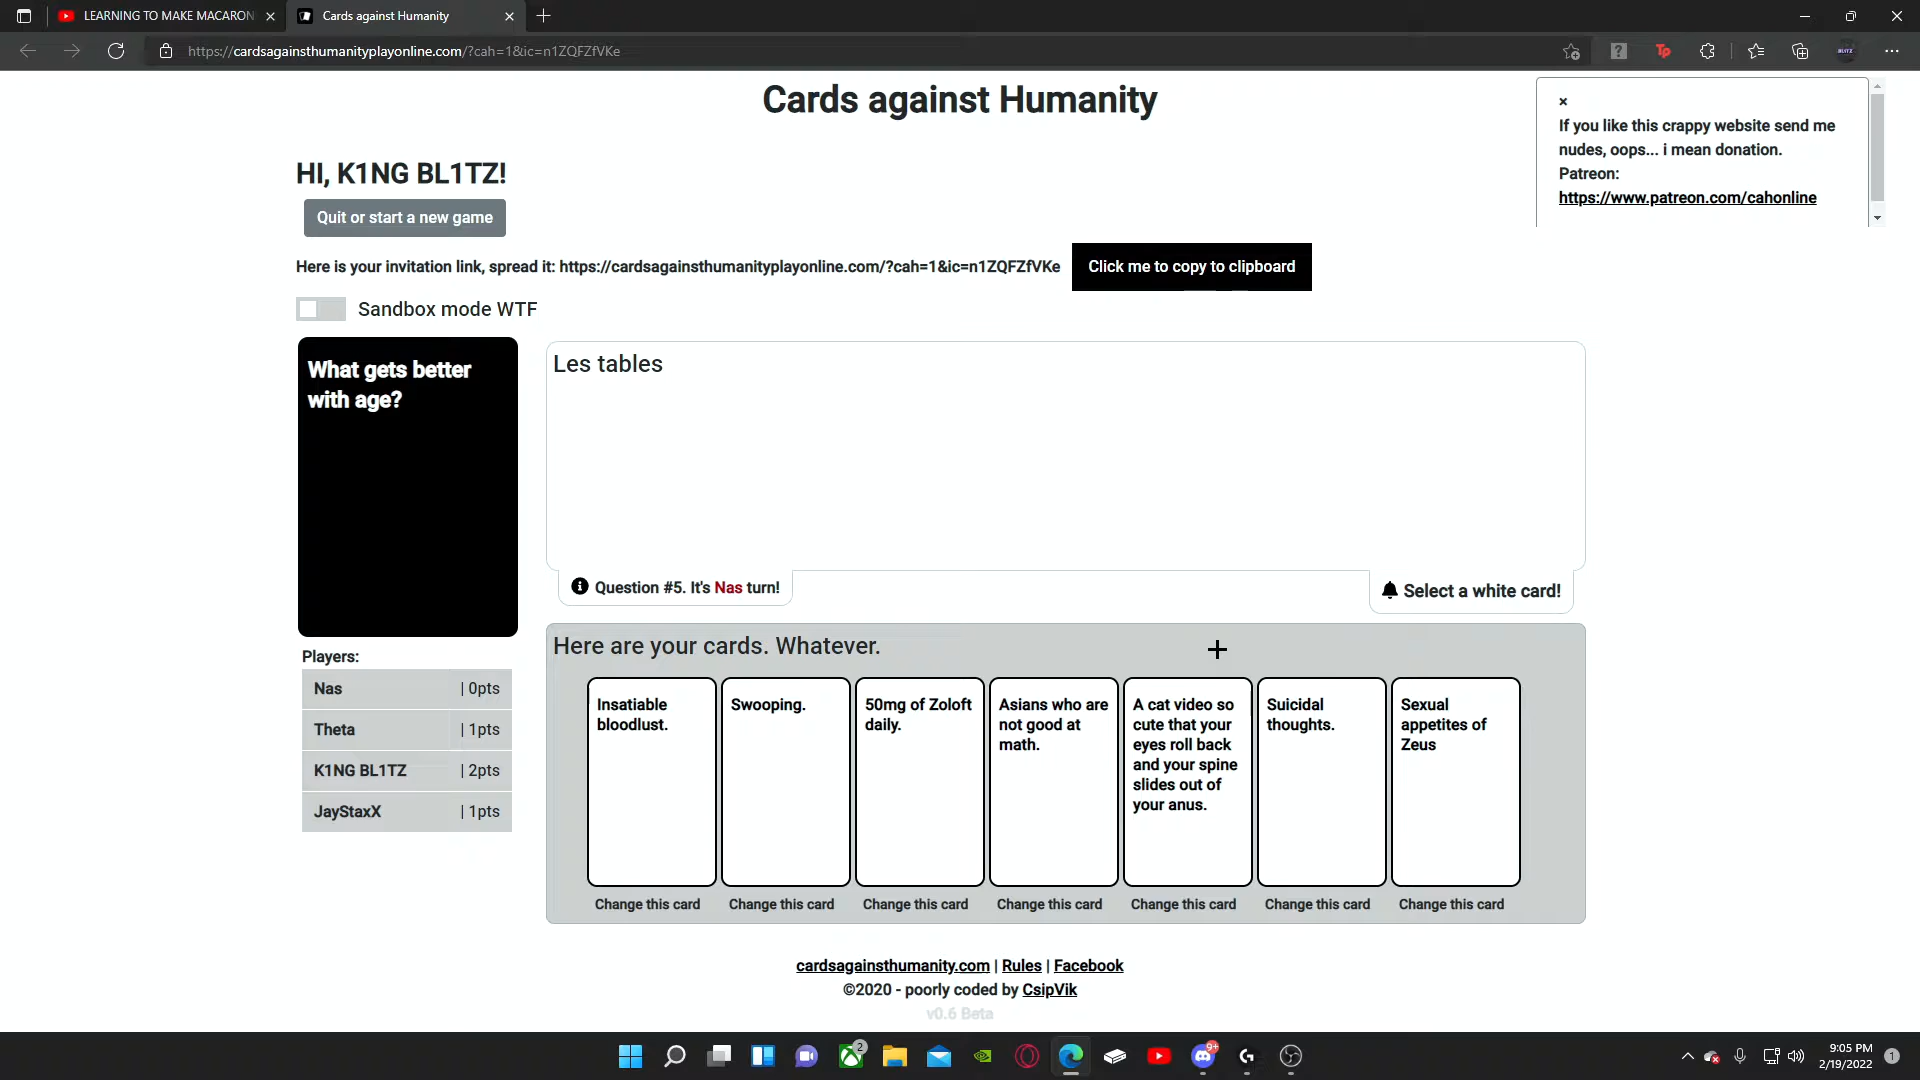 LEARNING TO MAKE MACARON
Cards against Humanity
https://cardsagainsthumanityplayonline.com/?cah=1&ic=n1ZQFZfVKe
Cards against Humanity
×
If you like this crappy website send me
nudes, oops... i mean donation.
Patreon:
https://www.patreon.com/cahonline
HI, K1NG BL1TZ!
Quit or start a new game
Here is your invitation link, spread it: https://cardsagainsthumanityplayonline.com/?cah=1&ic=n1ZQFZfVKe
Click me to copy to clipboard
Sandbox mode WTF
What gets better
with age?
Les tables
Question #5. It's Nas turn!
Select a white card!
Players:
Nas | 0pts
Theta | 1pts
K1NG BL1TZ | 2pts
JayStaxX | 1pts
Here are your cards. Whatever.
Insatiable
bloodlust.
Swooping.
50mg of Zoloft
daily.
Asians who are
not good at
math.
A cat video so
cute that your
eyes roll back
and your spine
slides out of
your anus.
Suicidal
thoughts.
Sexual
appetites of
Zeus
Change this card
Change this card
Change this card
Change this card
Change this card
Change this card
Change this card
cardsagainsthumanity.com | Rules | Facebook
©2020 - poorly coded by CsipVik
v0.6 Beta
2
9+
9:05 PM
2/19/2022
1